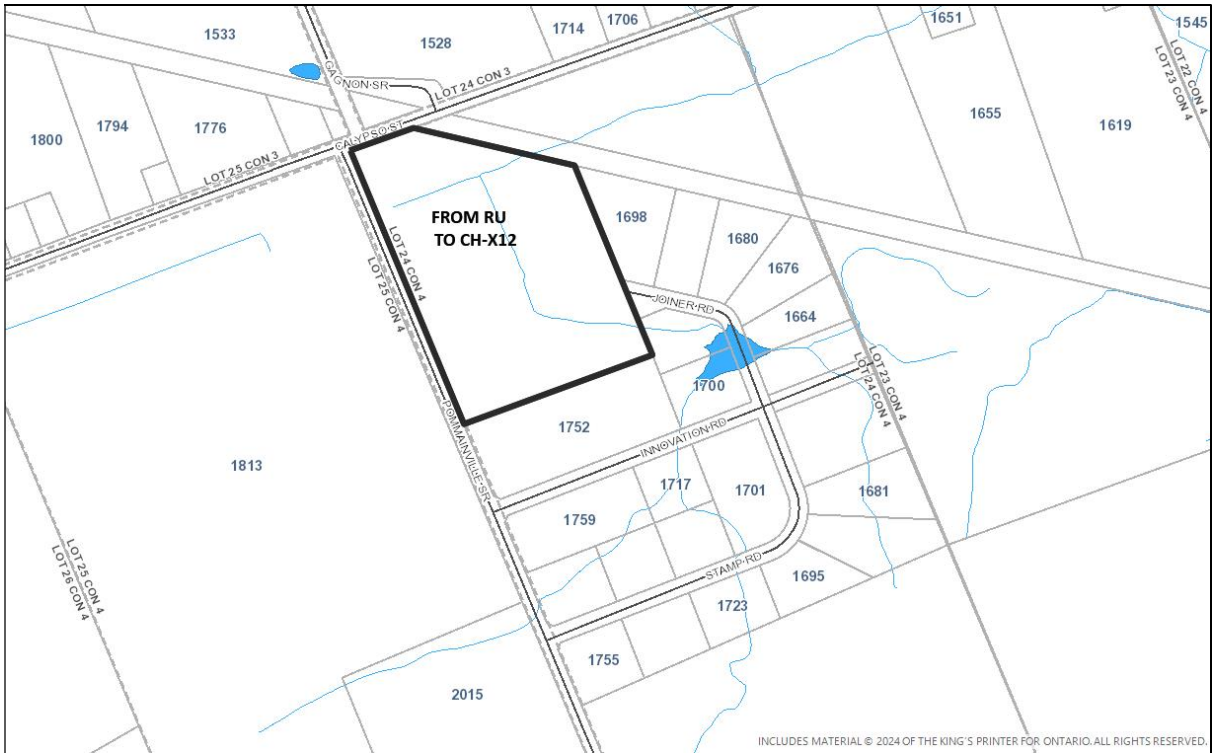 1533
1528
1714
1706
1651
1545
GAGNON SR
LOT 24 CON 3
LOT 22 CON 4
LOT 23 CON 4
1800
1794
1776
CALYPSO ST
LOT 25 CON 3
1655
1619
FROM RU
TO CH-X12
LOT 24 CON 4
LOT 25 CON 4
1698
1680
1676
JOINER RD
1664
LOT 23 CON 4
LOT 24 CON 4
1700
POMMAINVILLE SR
1752
INNOVATION RD
1813
1717
1701
1681
1759
LOT 25 CON 4
LOT 26 CON 4
STAMP RD
1695
1723
1755
2015
INCLUDES MATERIAL © 2024 OF THE KING'S PRINTER FOR ONTARIO. ALL RIGHTS RESERVED.